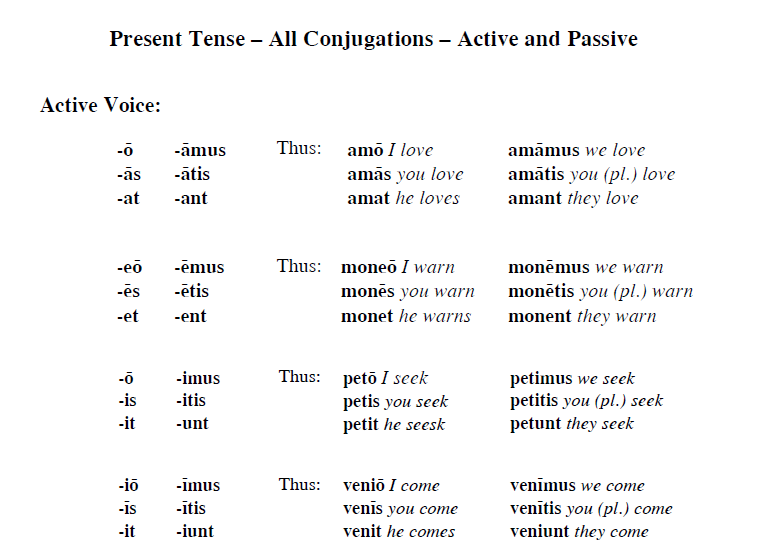 Present Tense – All Conjugations – Active and Passive
Active Voice:
-ō -āmus Thus: amō I love amāmus we love
-ās -ātis amās you love amātis you (pl.) love
-at -ant amat he loves amant they love
-eō -ēmus Thus: moneō I warn monēmus we warn
-ēs -ētis monēs you warn monētis you (pl.) warn
-et -ent monet he warns monent they warn
-ō -imus Thus: petō I seek petimus we seek
-is -itis petis you seek petitis you (pl.) seek
-it -unt petit he seesk petunt they seek
-iō -īmus Thus: veniō I come venīmus we come
-īs -ītis venīs you come venītis you (pl.) come
-it -iunt venit he comes veniunt they come